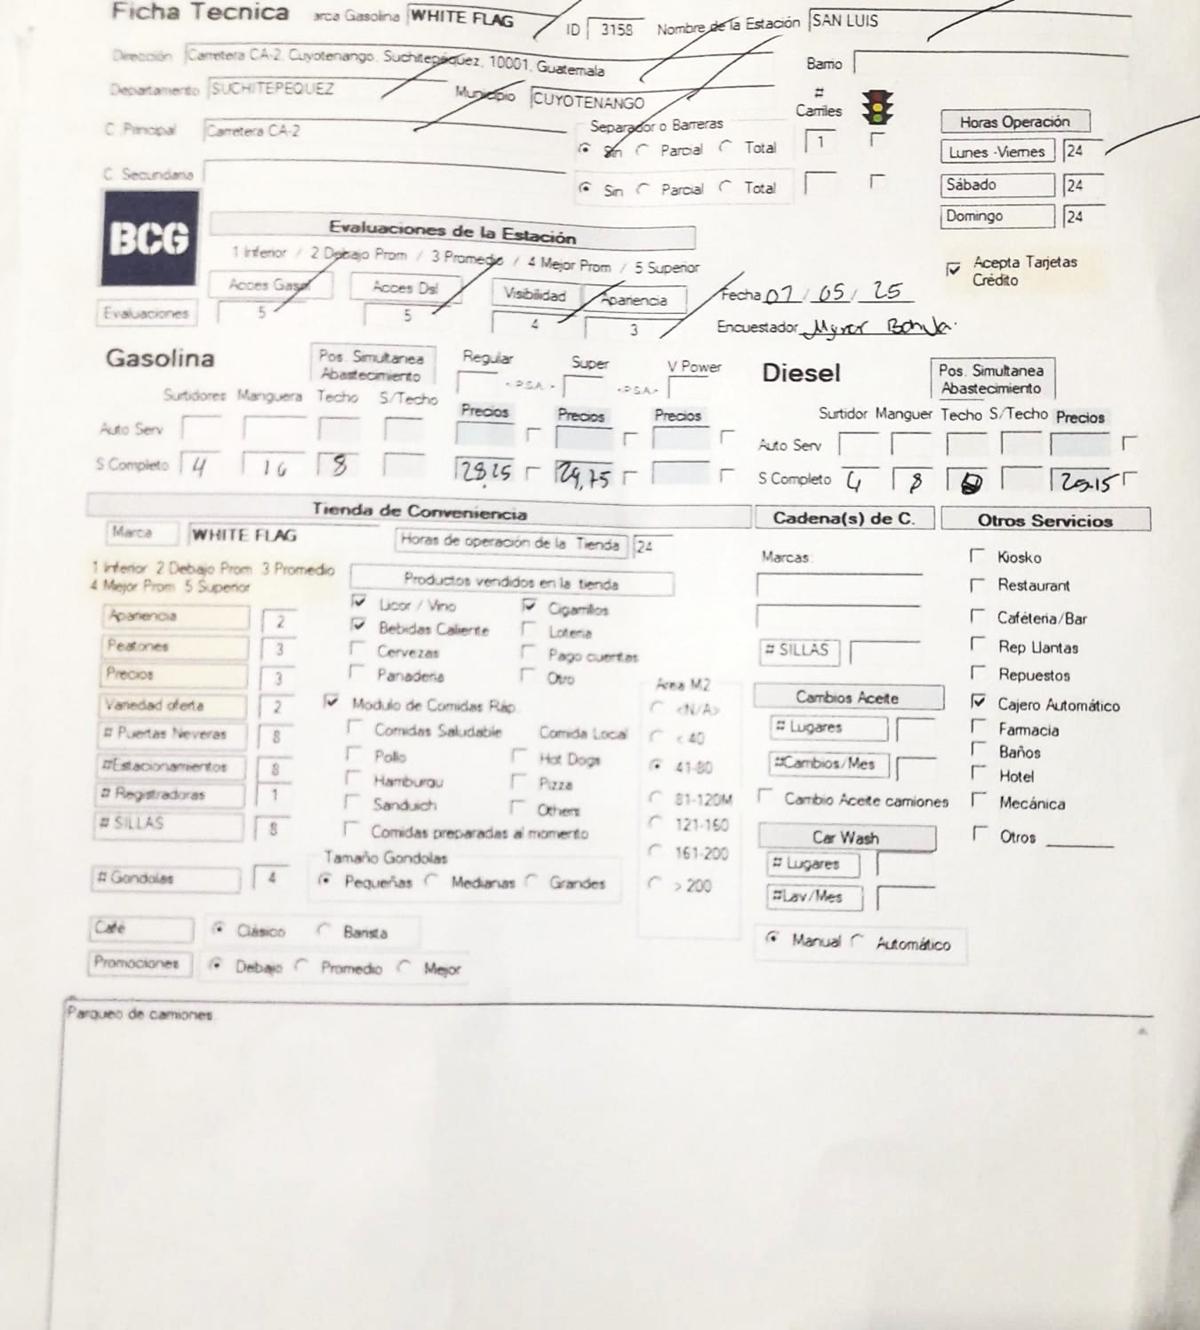 Ficha Tecnica arca Gasolina WHITE FLAG ID 3158 Nombre de la Estación SAN LUIS
Dirección Carretera CA-2, Cuyotenango, Suchitepéquez, 10001, Guatemala Barrio
Departamento SUCHITEPEQUEZ Municipio CUYOTENANGO # Carriles
C. Principal Carretera CA-2 Separador o Barreras Sin Parcial Total 1
Horas Operación
Lunes -Viernes 24
C. Secundaria Sin Parcial Total
Sábado 24
Domingo 24
BCG
Evaluaciones de la Estación
1 Inferior / 2 Debajo Prom / 3 Promedio / 4 Mejor Prom / 5 Superior
Acepta Tarjetas Crédito
Acces Gasol Acces Dsl Visibilidad Apariencia
Evaluaciones 5 5 4 3
Fecha 07/05/25
Encuestador
Gasolina
Pos. Simultanea Abastecimiento
Regular Super V Power
-P.S.A.- -P.S.A.-
Surtidores Manguera Techo S/Techo Precios Precios Precios
Auto Serv
S Completo 4 16 8 28,25 29,75
Diesel
Pos. Simultanea Abastecimiento
Surtidor Manguer Techo S/Techo Precios
Auto Serv
S Completo 4 8
Tienda de Conveniencia
Marca WHITE FLAG Horas de operación de la Tienda 24
1 Inferior 2 Debajo Prom 3 Promedio
4 Mejor Prom 5 Superior
Apariencia 2
Peatones 3
Precios 3
Variedad oferta 2
# Puertas Neveras 8
#Estacionamientos 8
# Registradoras 1
# SILLAS 8
# Gondolas 4
Productos vendidos en la tienda
Licor / Vino Cigarrillos
Bebidas Caliente Loteria
Cervezas Pago cuentas
Panaderia Otro
Modulo de Comidas Ráp.
Comidas Saludable Comida Local
Pollo Hot Dogs
Hamburgu Pizza
Sanduich Others
Comidas preparadas al momento
Tamaño Gondolas
Pequeñas Medianas Grandes
Area M2
<N/A>
< 40
41-80
81-120M
121-160
161-200
> 200
Café Clásico Barista
Promociones Debajo Promedio Mejor
Cadena(s) de C.
Marcas:
# SILLAS
Cambios Aceite
# Lugares
#Cambios/Mes
Cambio Aceite camiones
Car Wash
# Lugares
#Lav/Mes
Manual Automático
Otros Servicios
Kiosko
Restaurant
Cafétería/Bar
Rep Llantas
Repuestos
Cajero Automático
Farmacia
Baños
Hotel
Mecánica
Otros
Parqueo de camiones.